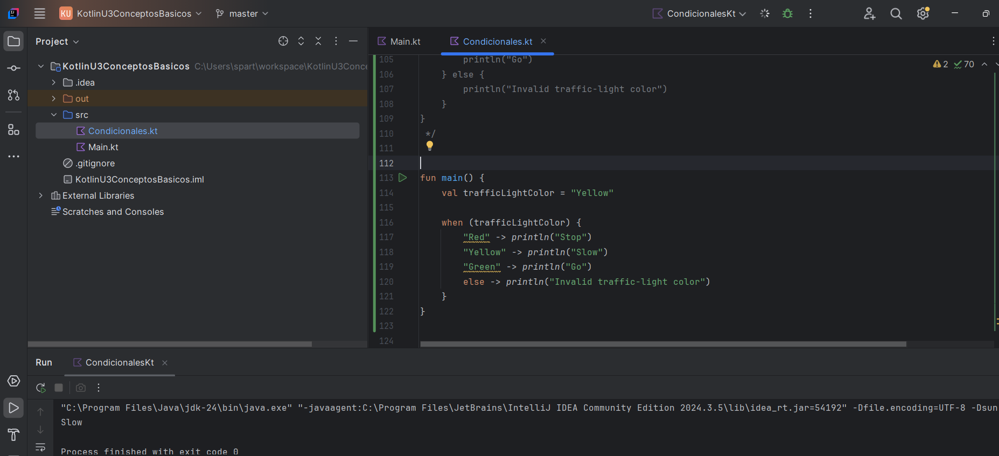 KU KotlinU3ConceptosBasicos master CondicionalesKt
Project
KotlinU3ConceptosBasicos C:\Users\spart\workspace\KotlinU3Conce
.idea
out
src
Condicionales.kt
Main.kt
.gitignore
KotlinU3ConceptosBasicos.iml
External Libraries
Scratches and Consoles
Main.kt Condicionales.kt
2 70
105 println("Go")
106 } else {
107 println("Invalid traffic-light color")
108 }
109 }
110 */
111
112
113 fun main() {
114 val trafficLightColor = "Yellow"
115
116 when (trafficLightColor) {
117 "Red" -> println("Stop")
118 "Yellow" -> println("Slow")
119 "Green" -> println("Go")
120 else -> println("Invalid traffic-light color")
121 }
122 }
123
124
Run CondicionalesKt
"C:\Program Files\Java\jdk-24\bin\java.exe" "-javaagent:C:\Program Files\JetBrains\IntelliJ IDEA Community Edition 2024.3.5\lib\idea_rt.jar=54192" -Dfile.encoding=UTF-8 -Dsun
Slow
Process finished with exit code 0